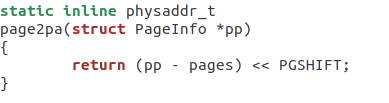 static inline physaddr_t
page2pa(struct PageInfo *pp)
{
        return (pp - pages) << PGSHIFT;
}